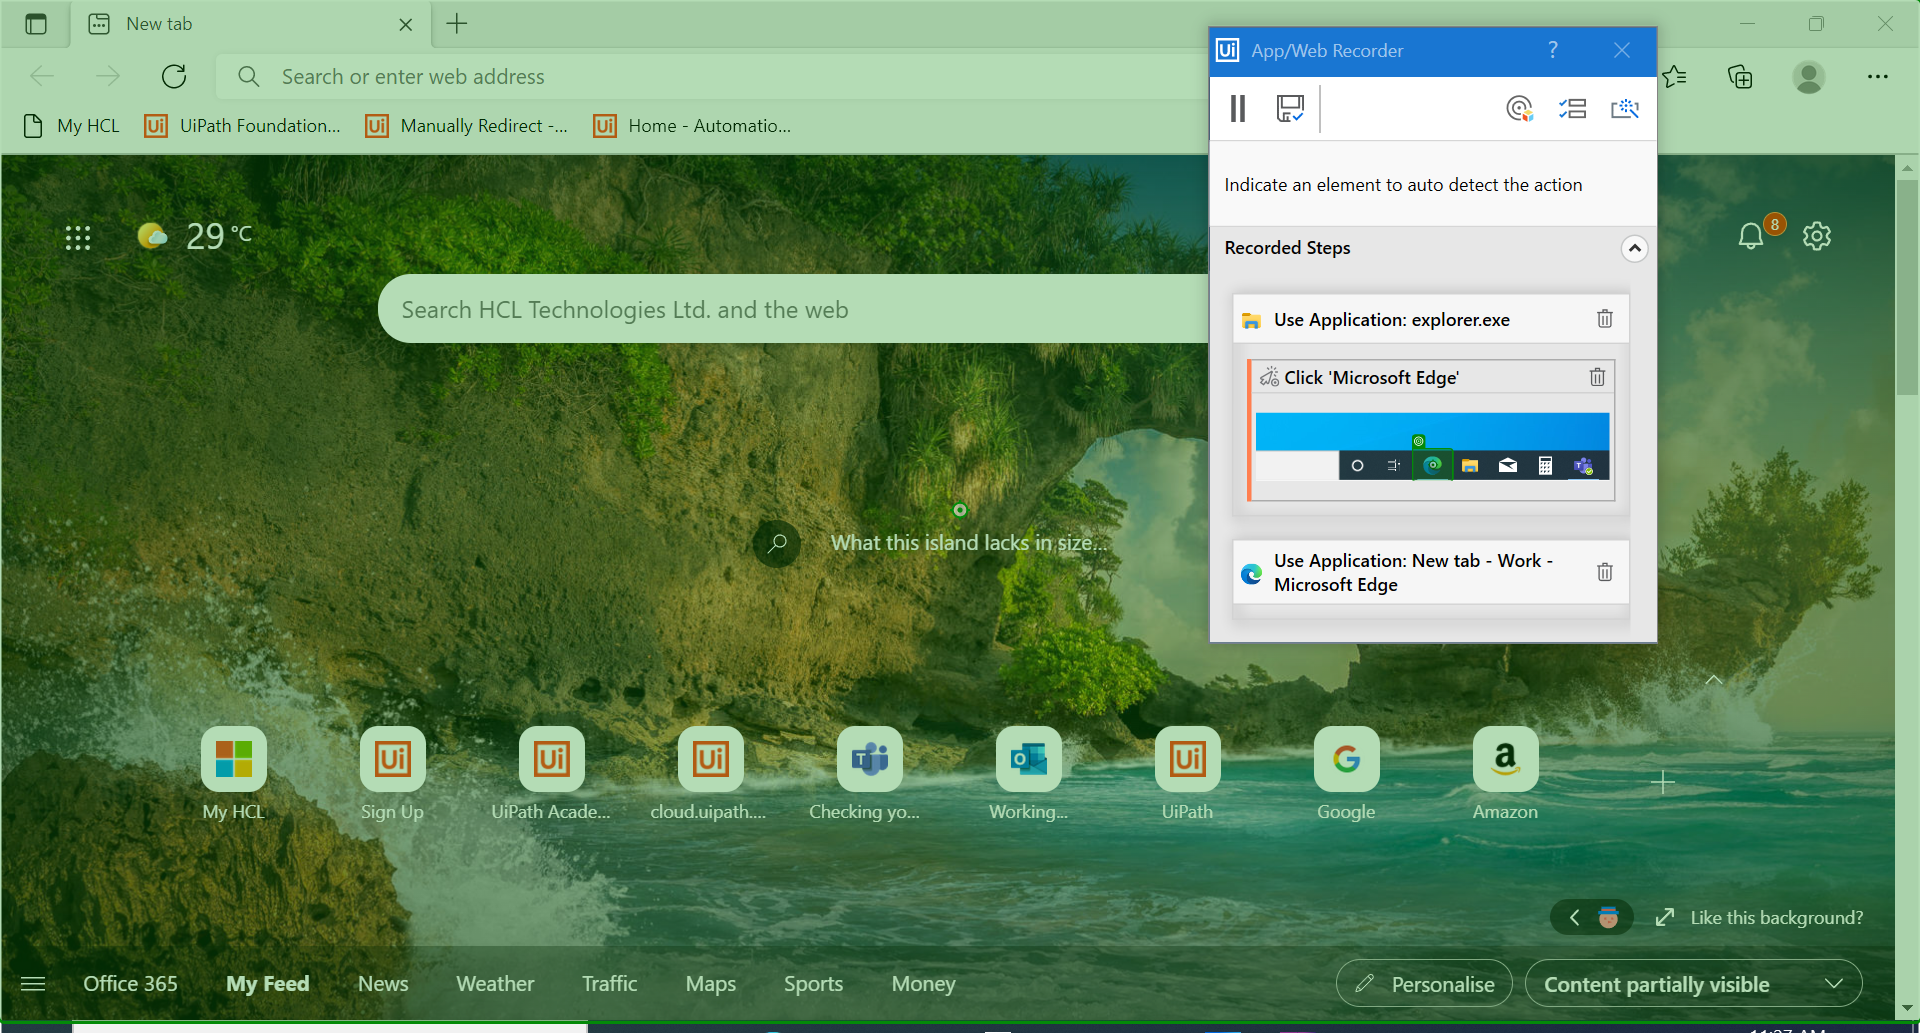 New tab
Search or enter web address
My HCL
UiPath Foundation...
Manually Redirect -...
Home - Automatio...
Ui App/Web Recorder ?
Indicate an element to auto detect the action
Recorded Steps
Use Application: explorer.exe
Click 'Microsoft Edge'
Use Application: New tab - Work -
Microsoft Edge
29 °C
8
Search HCL Technologies Ltd. and the web
What this island lacks in size...
My HCL
Sign Up
UiPath Acade...
cloud.uipath....
Checking yo...
Working...
UiPath
Google
Amazon
Like this background?
Office 365
My Feed
News
Weather
Traffic
Maps
Sports
Money
Personalise
Content partially visible